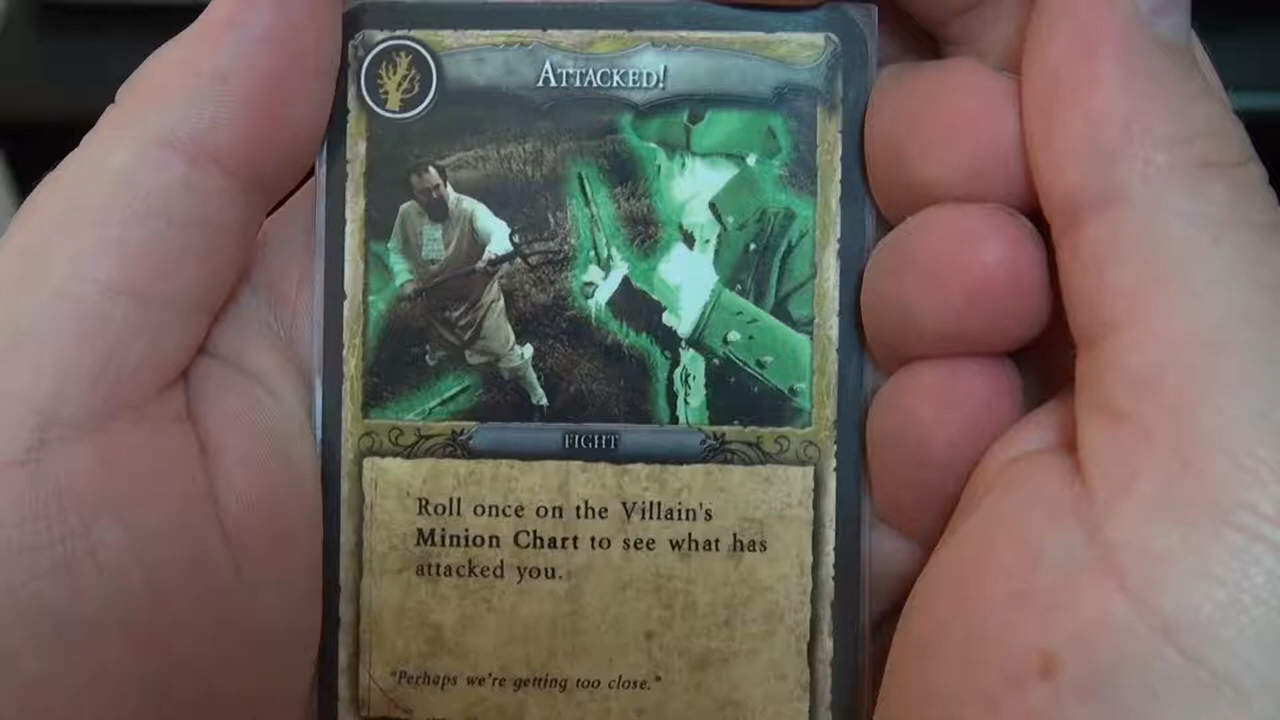 ATTACKED!
FIGHT
Roll once on the Villain's
Minion Chart to see what has
attacked you.
"Perhaps we're getting too close."